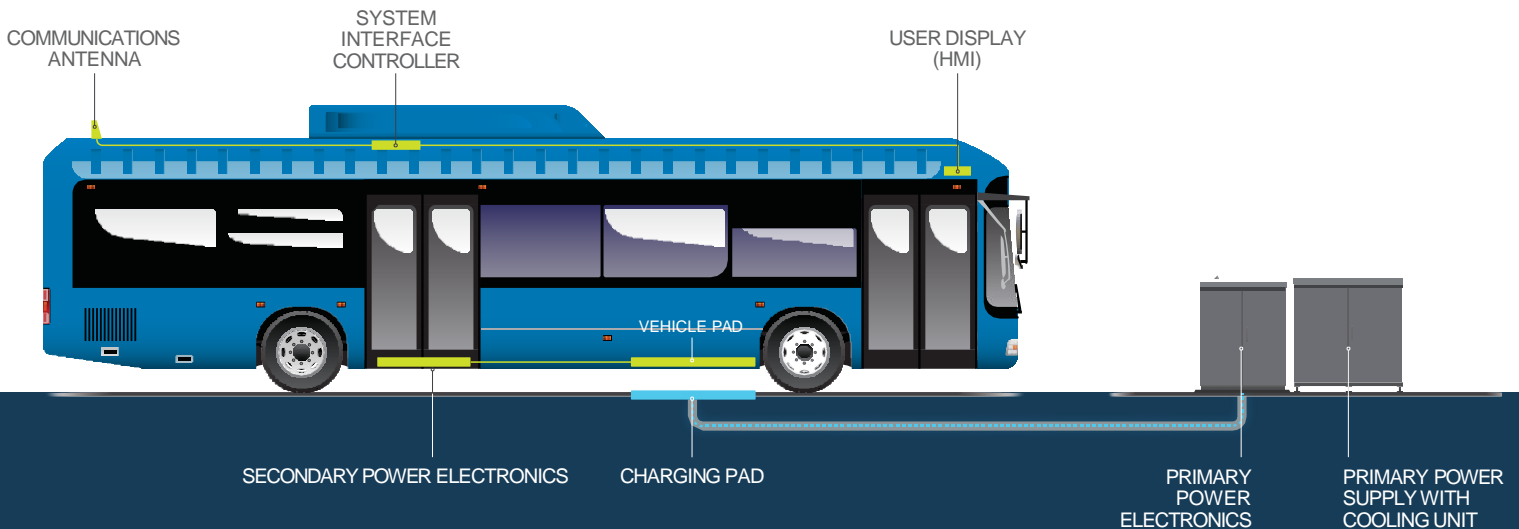 COMMUNICATIONS
ANTENNA
SYSTEM
INTERFACE
CONTROLLER
USER DISPLAY
(HMI)
VEHICLE PAD
SECONDARY POWER ELECTRONICS
CHARGING PAD
PRIMARY
POWER
ELECTRONICS
PRIMARY POWER
SUPPLY WITH
COOLING UNIT